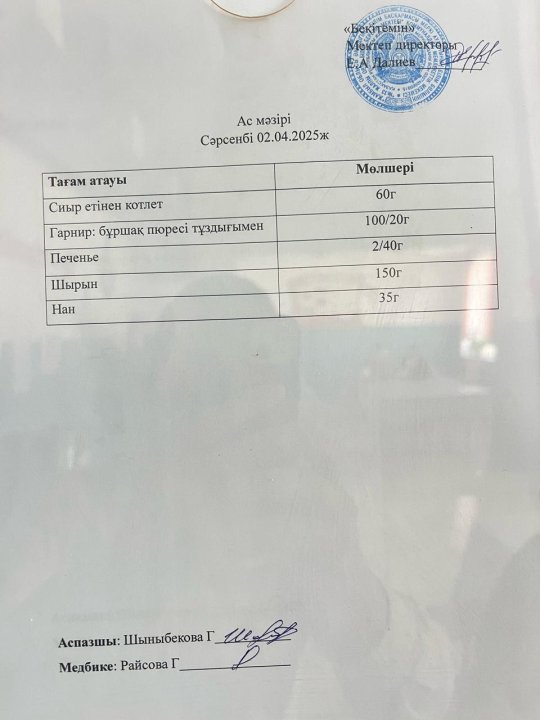 «Бекітемін»
Мектеп директоры
Е.А Далиев
Ас мәзірі
Сәрсенбі 02.04.2025ж
Тағам атауы Мөлшері
Сиыр етінен котлет 60г
Гарнир: бұршақ пюресі тұздығымен 100/20г
Печенье 2/40г
Шырын 150г
Нан 35г
Аспазшы: Шыныбекова Г
Медбике: Райсова Г